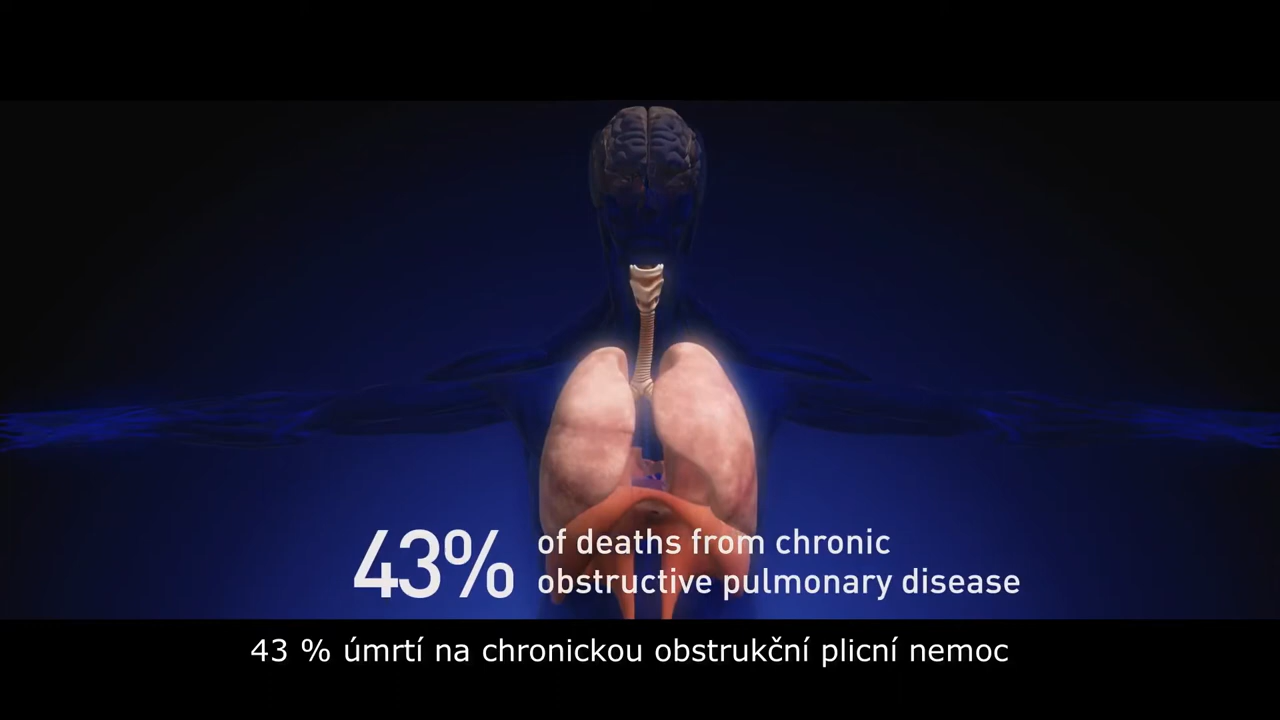 43%
of deaths from chronic
obstructive pulmonary disease
43 % úmrtí na chronickou obstrukční plicní nemoc